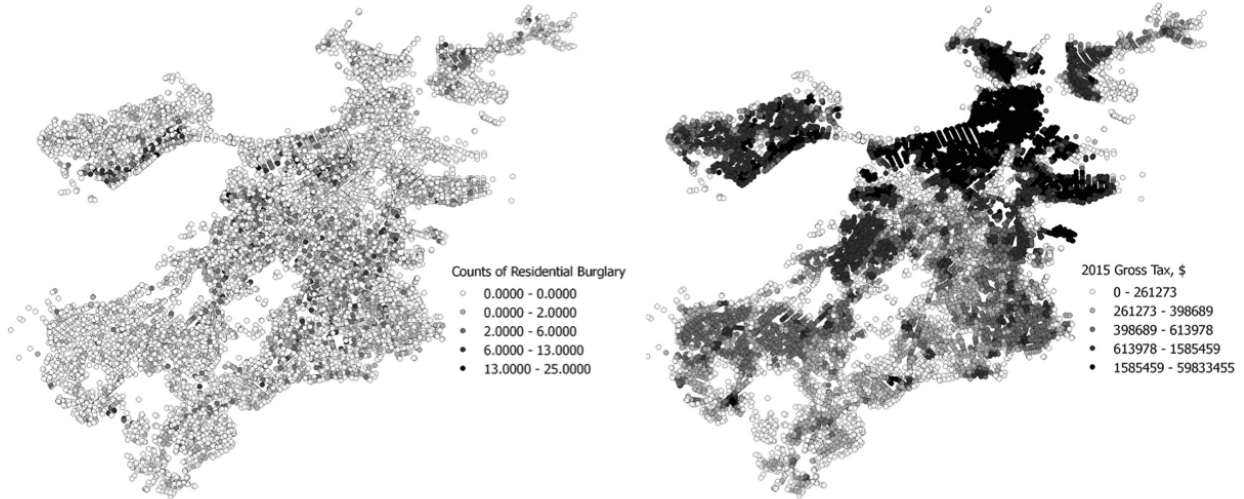 Counts of Residential Burglary
0.0000 - 0.0000
0.0000 - 2.0000
2.0000 - 6.0000
6.0000 - 13.0000
13.0000 - 25.0000
2015 Gross Tax, $
0 - 261273
261273 - 398689
398689 - 613978
613978 - 1585459
1585459 - 59833455